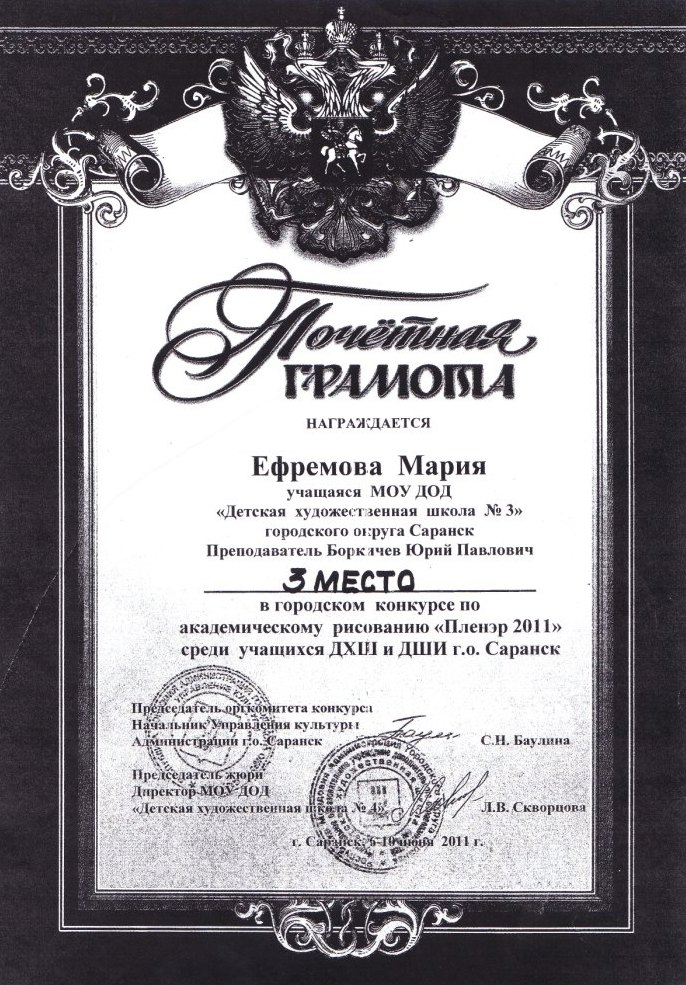 Почётная
ГРАМОТА
НАГРАЖДАЕТСЯ
Ефремова Мария
учащаяся МОУ ДОД
«Детская художественная школа № 3»
городского округа Саранск
Преподаватель Боркичев Юрий Павлович
3 МЕСТО
в городском конкурсе по
академическому рисованию «Пленэр 2011»
среди учащихся ДХШ и ДШИ г.о. Саранск
Председатель оргкомитета конкурса
Начальник Управления культуры
Администрации г.о. Саранск
С.Н. Баулина
Председатель жюри
Директор МОУ ДОД
«Детская художественная школа №
Л.В. Скворцова
г. Саранск, 6-10 июня 2011 г.